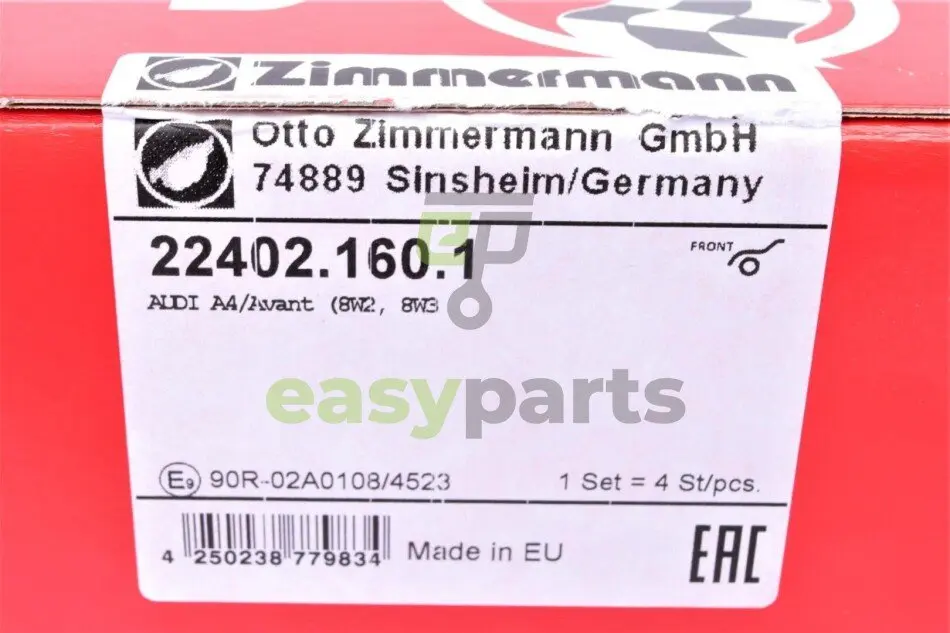 Zimmermann
Otto Zimmermann GmbH
74889 Sinsheim/Germany
22402.160.1
FRONT
AUDI A4/Avant (8W2, 8W3
ep
easyparts
E9 90R-02A0108/4523
1 Set = 4 St/pcs.
4 250238 779834
Made in EU
EAC